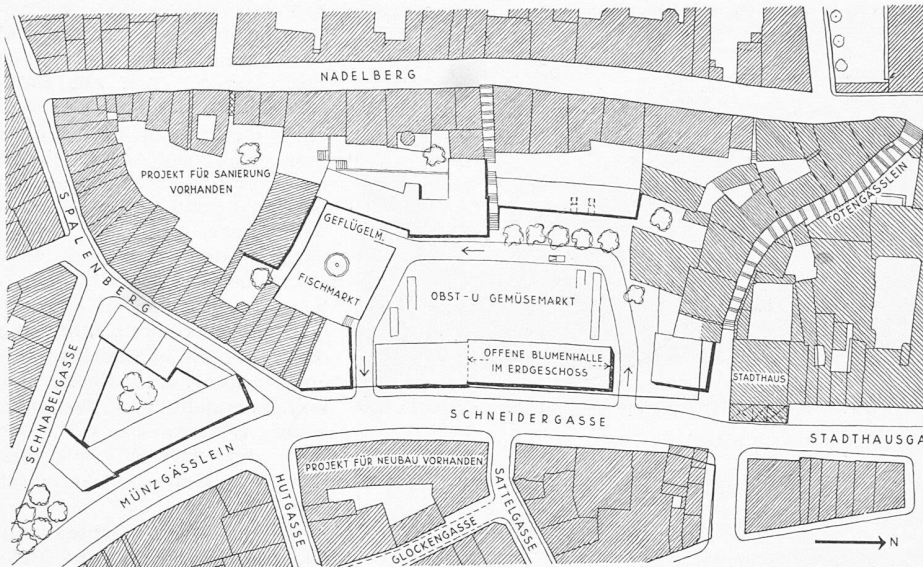 NADELBERG
PROJEKT FÜR SANIERUNG
VORHANDEN
SPALENBERG
GEFLÜGELM.
FISCHMARKT
TOTENGÄSSLEIN
OBST-U GEMÜSEMARKT
OFFENE BLUMENHALLE
IM ERDGESCHOSS
STADTHAUS
SCHNEIDERGASSE
STADTHAUSGA
SCHNABELGASSE
MÜNZGÄSSLEIN
HUTGASSE
PROJEKT FÜR NEUBAU VORHANDEN
SATTELGASSE
GLOCKENGASSE
N